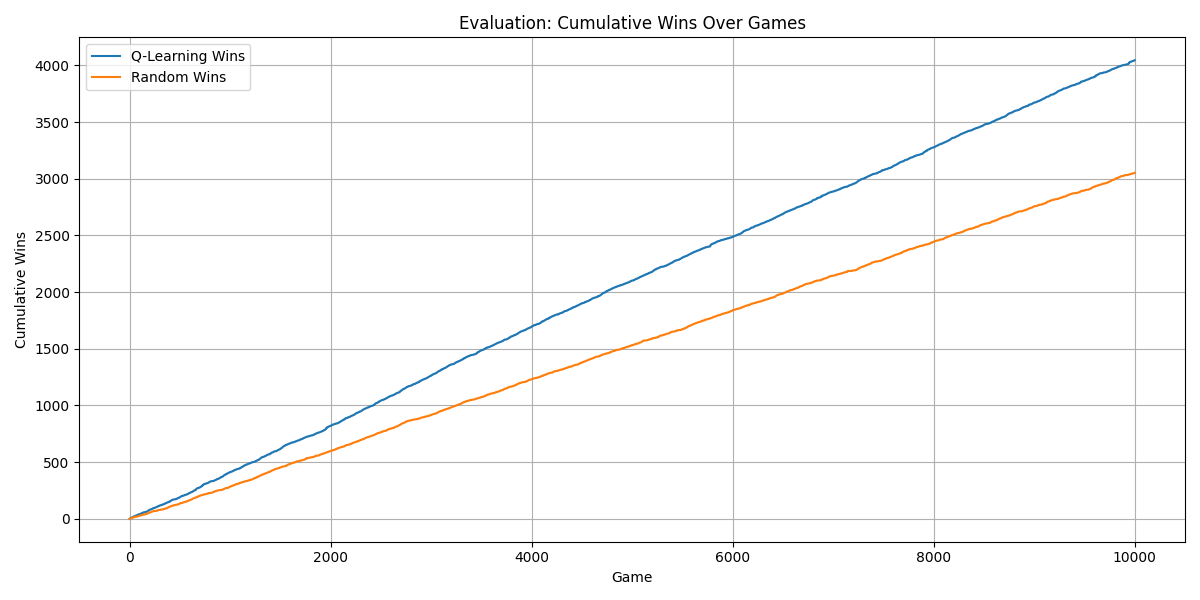 Evaluation: Cumulative Wins Over Games
Q-Learning Wins
Random Wins
Cumulative Wins
4000
3500
3000
2500
2000
1500
1000
500
0
0 2000 4000 6000 8000 10000
Game